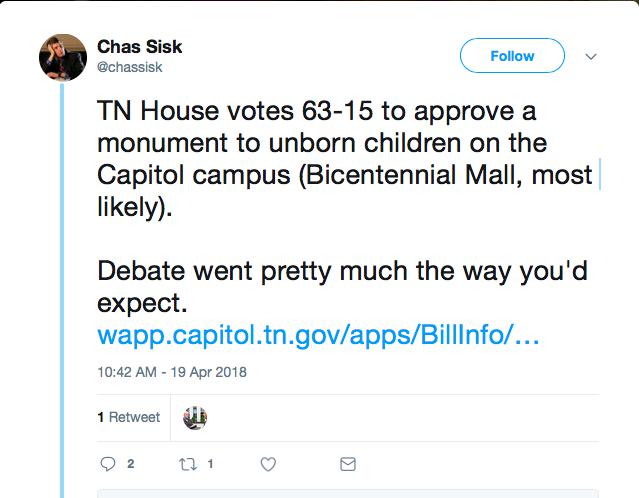 Chas Sisk
@chassisk
Follow
TN House votes 63-15 to approve a
monument to unborn children on the
Capitol campus (Bicentennial Mall, most
likely).
Debate went pretty much the way you'd
expect.
wapp.capitol.tn.gov/apps/BillInfo/...
10:42 AM - 19 Apr 2018
1 Retweet
2 1